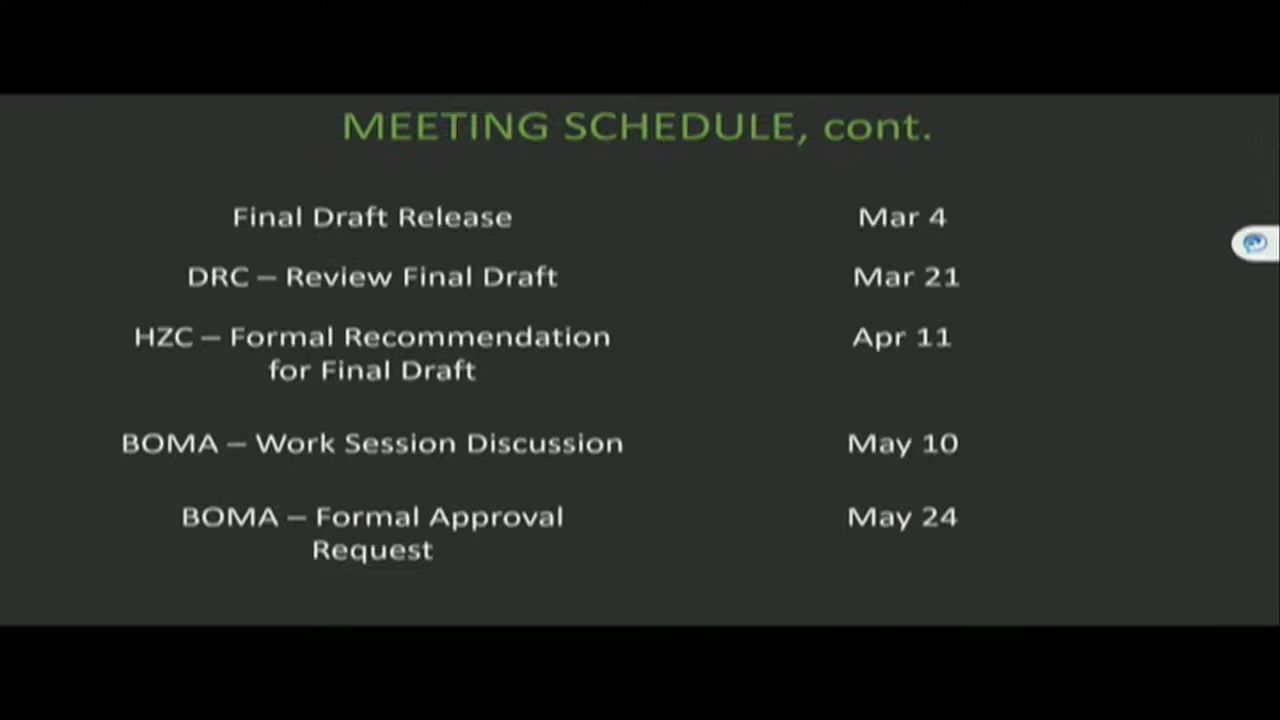 MEETING SCHEDULE, cont.
Final Draft Release Mar 4
DRC – Review Final Draft Mar 21
HZC – Formal Recommendation Apr 11
for Final Draft
BOMA – Work Session Discussion May 10
BOMA – Formal Approval May 24
Request